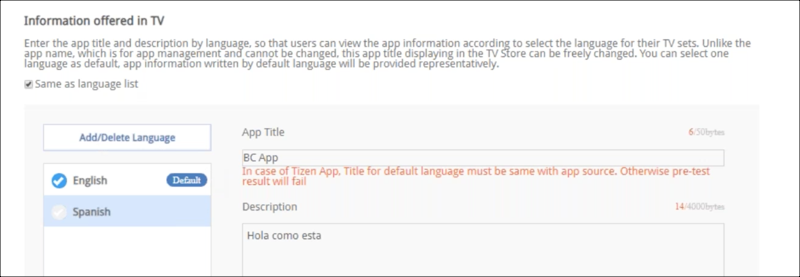 Information offered in TV
Enter the app title and description by language, so that users can view the app information according to select the language for their TV sets. Unlike the
app name, which is for app management and cannot be changed, this app title displaying in the TV Store can be freely changed. You can select one
language as default, app information written by default language will be provided representatively.
Same as language list
Add/Delete Language
App Title
6/50bytes
BC App
In case of Tizen App, Title for default language must be same with app source. Otherwise pre-test
result will fail
English
Default
Spanish
Description
14/4000bytes
Hola como esta